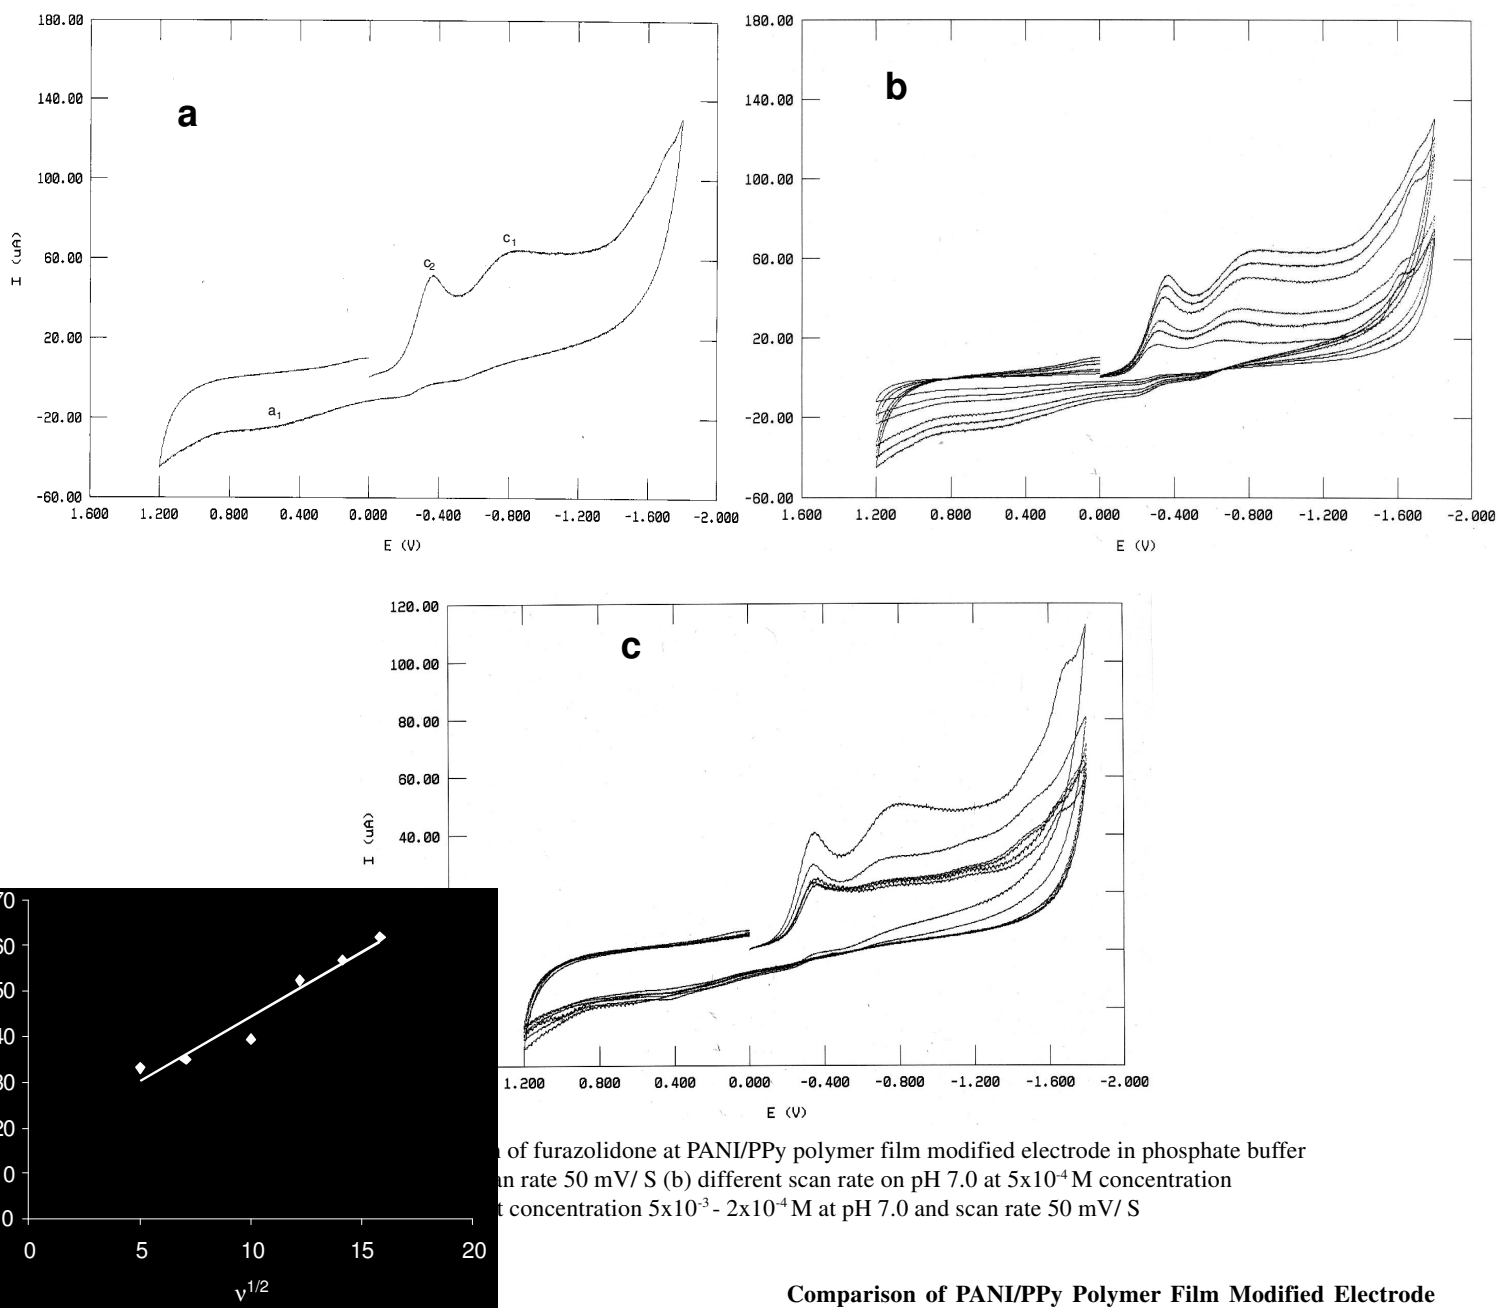 180.00
140.00
100.00
60.00
20.00
-20.00
-60.00
I (uA)
a
c2
c1
a1
1.600 1.200 0.800 0.400 0.000 -0.400 -0.800 -1.200 -1.600 -2.000
E (V)
180.00
140.00
100.00
60.00
20.00
-20.00
-60.00
b
1.600 1.200 0.800 0.400 0.000 -0.400 -0.800 -1.200 -1.600 -2.000
E (V)
120.00
100.00
80.00
60.00
40.00
I (uA)
c
1.200 0.800 0.000 -0.400 -0.800 -1.200 -1.600 -2.000
E (V)
70
60
50
40
30
20
0
0
0 5 10 15 20
ν1/2
of furazolidone at PANI/PPy polymer film modified electrode in phosphate buffer
rate 50 mV/ S (b) different scan rate on pH 7.0 at 5x10-4 M concentration
concentration 5x10-3 - 2x10-4 M at pH 7.0 and scan rate 50 mV/ S
Comparison of PANI/PPy Polymer Film Modified Electrode